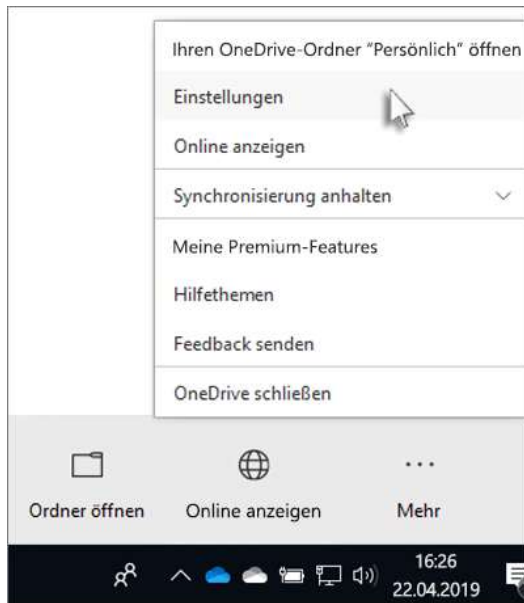 Ihren OneDrive-Ordner "Persönlich" öffnen
Einstellungen
Online anzeigen
Synchronisierung anhalten
Meine Premium-Features
Hilfethemen
Feedback senden
OneDrive schließen
Ordner öffnen
Online anzeigen
Mehr
16:26
22.04.2019